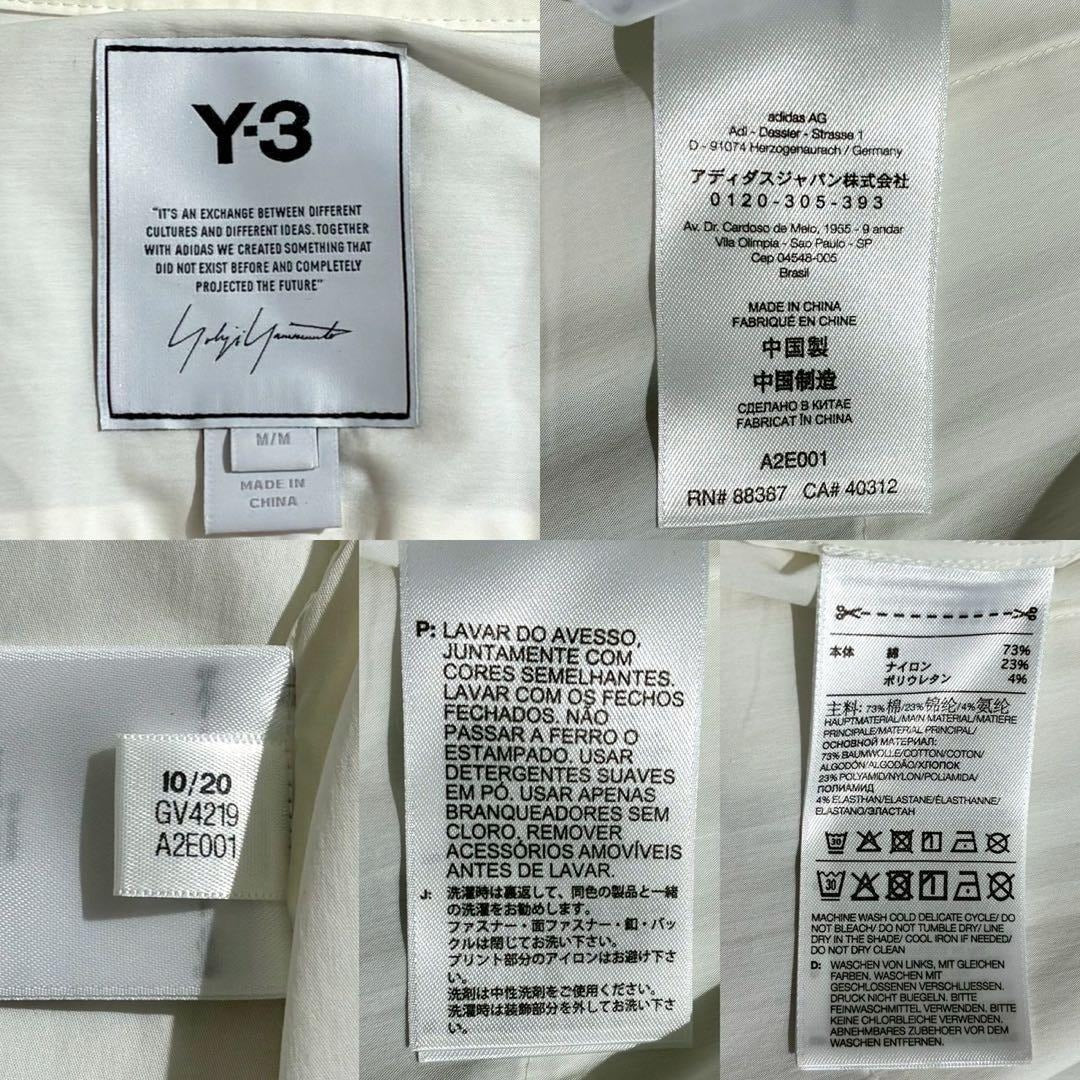 Y-3
"IT'S AN EXCHANGE BETWEEN DIFFERENT
CULTURES AND DIFFERENT IDEAS. TOGETHER
WITH ADIDAS WE CREATED SOMETHING THAT
DID NOT EXIST BEFORE AND COMPLETELY
PROJECTED THE FUTURE"
Yohji Yamamoto
M/M
MADE IN
CHINA
adidas AG
Adi - Dassler - Strasse 1
D - 91074 Herzogenaurach / Germany
アディダスジャパン株式会社
0120-305-393
Av. Dr. Cardoso de Melo, 1955 - 9 andar
Vila Olimpia - Sao Paulo - SP
Cep 04548-005
Brasil
MADE IN CHINA
FABRIQUÉ EN CHINE
中国製
中国制造
СДЕЛАНО В КИТАЕ
FABRICAT ÎN CHINA
A2E001
RN# 88387 CA# 40312
10/20
GV4219
A2E001
P: LAVAR DO AVESSO,
JUNTAMENTE COM
CORES SEMELHANTES.
LAVAR COM OS FECHOS
FECHADOS. NÃO
PASSAR A FERRO O
ESTAMPADO. USAR
DETERGENTES SUAVES
EM PÓ. USAR APENAS
BRANQUEADORES SEM
CLORO. REMOVER
ACESSÓRIOS AMOVÍVEIS
ANTES DE LAVAR.
J: 洗濯時は裏返して、同色の製品と一緒
の洗濯をお勧めします。
ファスナー・面ファスナー・釦・バッ
クルは閉じてお洗い下さい。
プリント部分のアイロンはお避け下さ
い。
洗剤は中性洗剤をご使用ください。
洗濯時は装飾部分を外してお洗い下さ
い。
本体 綿 73%
ナイロン 23%
ポリウレタン 4%
主料: 73%棉/23%锦纶/4%氨纶
HAUPTMATERIAL/MAIN MATERIAL/MATIERE
PRINCIPALE/MATERIAL PRINCIPAL/
ОСНОВНОЙ МАТЕРИАЛ:
73% BAUMWOLLE/COTTON/COTON/
ALGODÓN/ALGODÃO/ХЛОПОК
23% POLYAMID/NYLON/POLIAMIDA/
ПОЛИАМИД
4% ELASTHAN/ELASTANE/ÉLASTHANNE/
ELASTANO/ЭЛАСТАН
30
30
MACHINE WASH COLD DELICATE CYCLE/ DO
NOT BLEACH/ DO NOT TUMBLE DRY/ LINE
DRY IN THE SHADE/ COOL IRON IF NEEDED/
DO NOT DRY CLEAN
D: WASCHEN VON LINKS, MIT GLEICHEN
FARBEN. WASCHEN MIT
GESCHLOSSENEN VERSCHLUESSEN.
DRUCK NICHT BUEGELN. BITTE
FEINWASCHMITTEL VERWENDEN. BITTE
KEINE CHLORBLEICHE VERWENDEN.
ABNEHMBARES ZUBEHOER VOR DEM
WASCHEN ENTFERNEN.